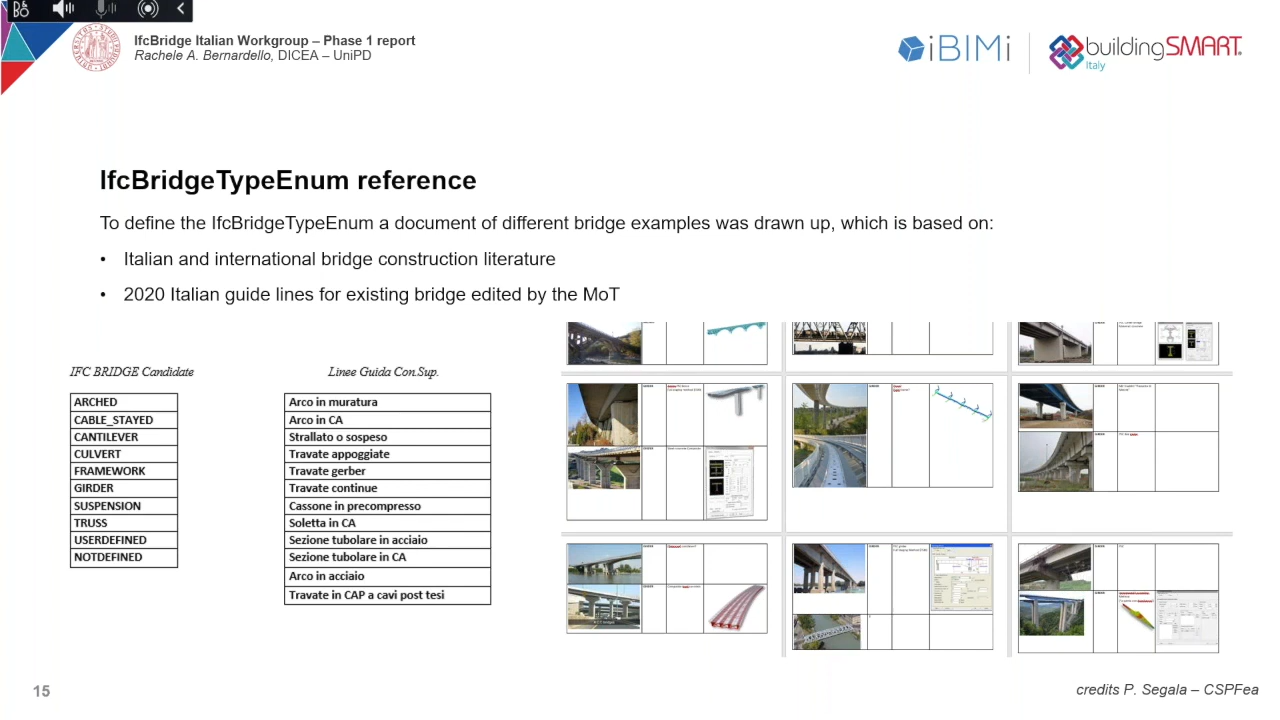 IfcBridge Italian Workgroup – Phase 1 report
Rachele A. Bernardello, DICEA – UniPD
iBIMi
buildingSMART
Italy
IfcBridgeTypeEnum reference
To define the IfcBridgeTypeEnum a document of different bridge examples was drawn up, which is based on:
• Italian and international bridge construction literature
• 2020 Italian guide lines for existing bridge edited by the MoT
IFC BRIDGE Candidate
ARCHED
CABLE_STAYED
CANTILEVER
CULVERT
FRAMEWORK
GIRDER
SUSPENSION
TRUSS
USERDEFINED
NOTDEFINED
Linee Guida Con.Sup.
Arco in muratura
Arco in CA
Strallato o sospeso
Travate appoggiate
Travate gerber
Travate continue
Cassone in precompresso
Soletta in CA
Sezione tubolare in acciaio
Sezione tubolare in CA
Arco in acciaio
Travate in CAP a cavi post tesi
15
credits P. Segala – CSPFea